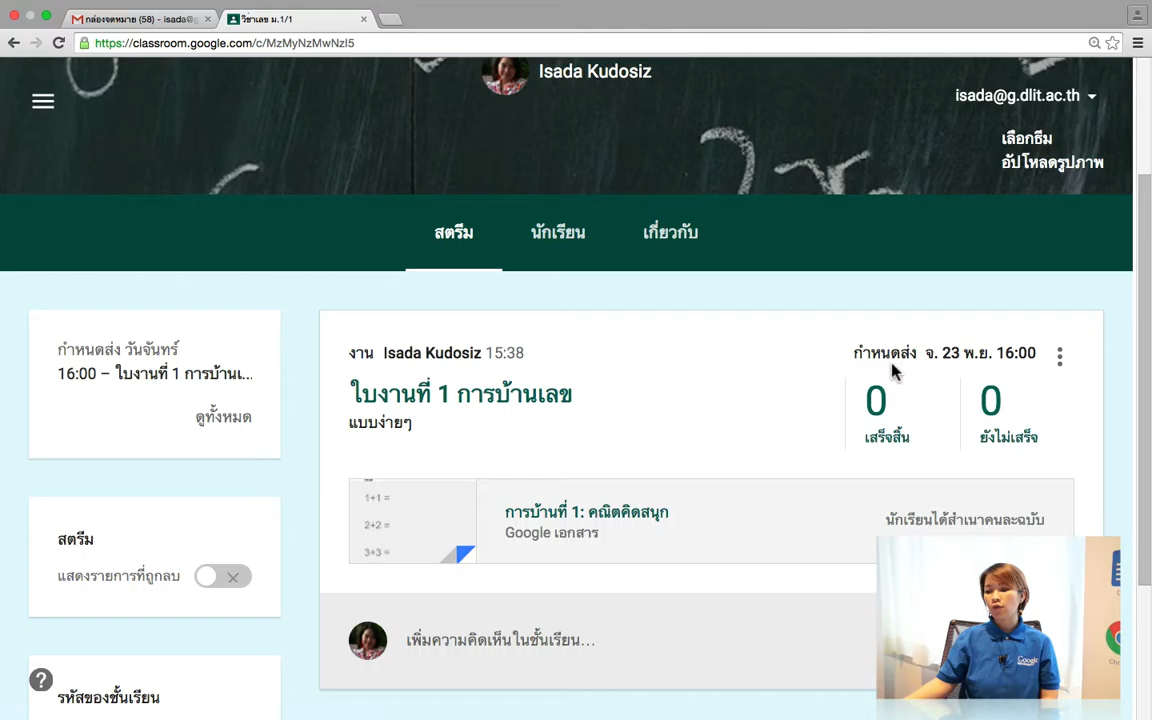 กล่องจดหมาย (58) - isada@g
วิชาเลข ม.1/1
https://classroom.google.com/c/MzMyNzMwNzI5
Isada Kudosiz
isada@g.dlit.ac.th
เลือกธีม
อัปโหลดรูปภาพ
สตรีม
นักเรียน
เกี่ยวกับ
กำหนดส่ง วันจันทร์
16:00 – ใบงานที่ 1 การบ้านเ...
ดูทั้งหมด
สตรีม
แสดงรายการที่ถูกลบ
รหัสของชั้นเรียน
งาน Isada Kudosiz 15:38
กำหนดส่ง จ. 23 พ.ย. 16:00
ใบงานที่ 1 การบ้านเลข
แบบง่ายๆ
0
เสร็จสิ้น
0
ยังไม่เสร็จ
1+1 =
2+2 =
3+3 =
การบ้านที่ 1: คณิตคิดสนุก
Google เอกสาร
นักเรียนได้สำเนาคนละฉบับ
เพิ่มความคิดเห็นในชั้นเรียน…
Google